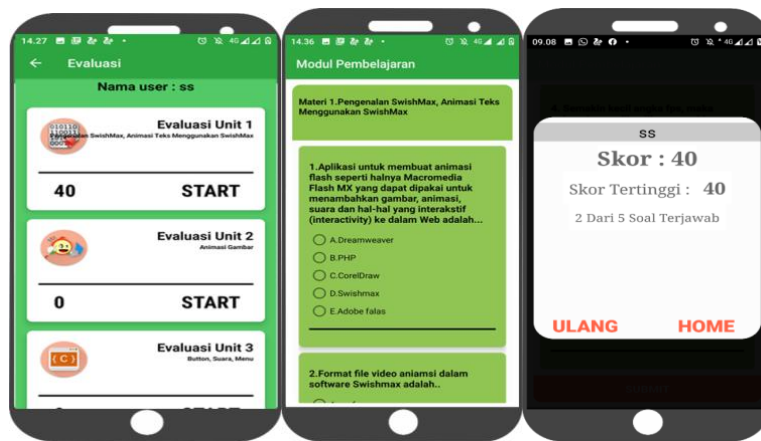 14.27
4G
Evaluasi
Nama user : ss
Evaluasi Unit 1
Pengenalan SwishMax, Animasi Teks Menggunakan SwishMax
40 START
Evaluasi Unit 2
Animasi Gambar
0 START
Evaluasi Unit 3
Button, Suara, Menu
14.36
4G
Modul Pembelajaran
Materi 1.Pengenalan SwishMax, Animasi Teks
Menggunakan SwishMax
1.Aplikasi untuk membuat animasi
flash seperti halnya Macromedia
Flash MX yang dapat dipakai untuk
menambahkan gambar, animasi,
suara dan hal-hal yang interakstif
(interactivity) ke dalam Web adalah...
A.Dreamweaver
B.PHP
C.CorelDraw
D.Swishmax
E.Adobe falas
2.Format file video aniamsi dalam
software Swishmax adalah..
09.08
4G
ss
Skor : 40
Skor Tertinggi : 40
2 Dari 5 Soal Terjawab
ULANG HOME
SUBMIT